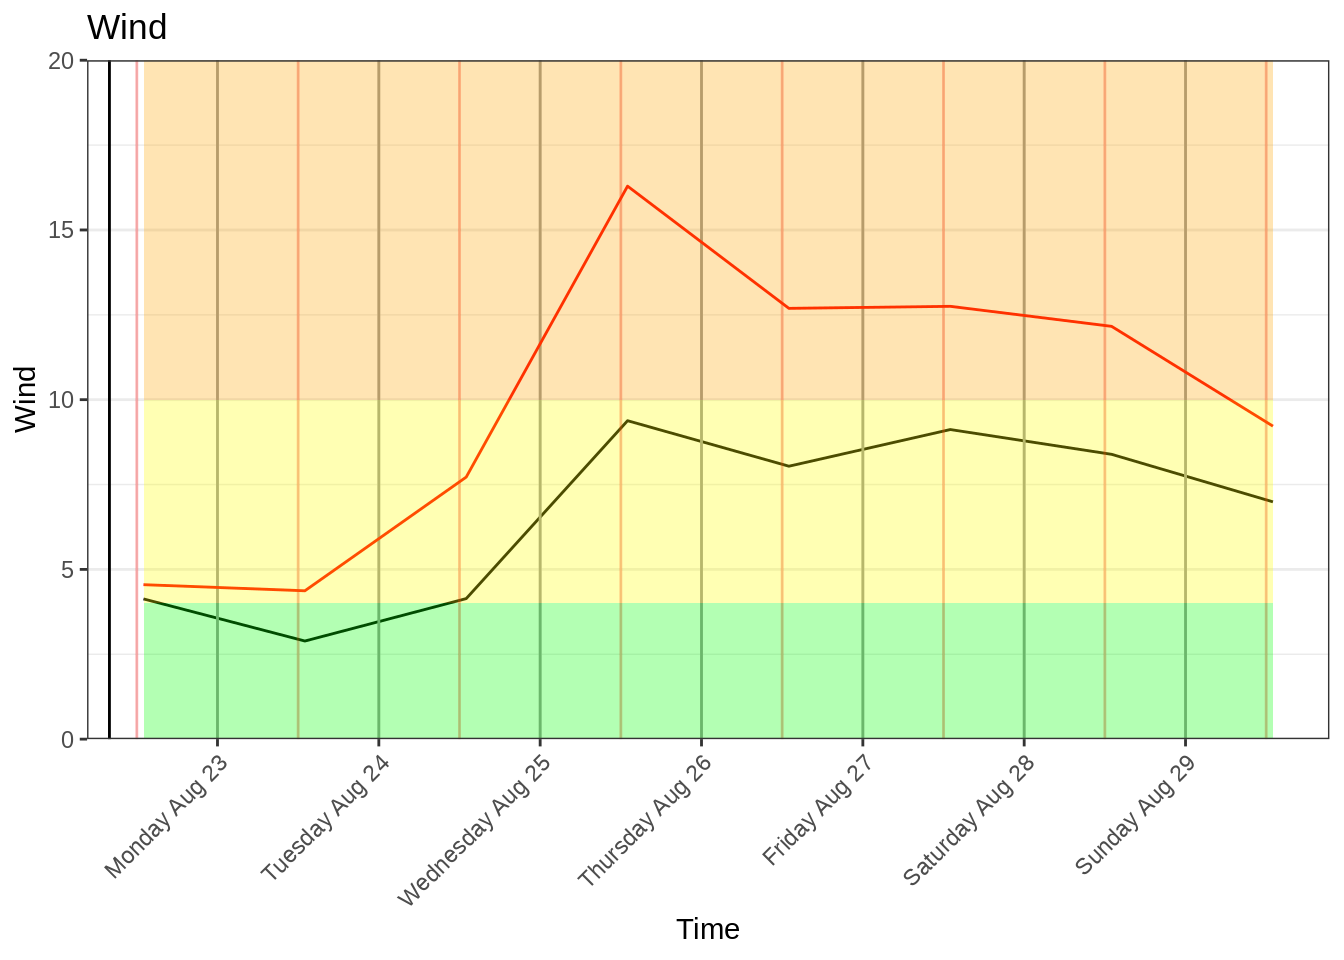 Wind
20
15
10
5
0
Wind
Monday Aug 23
Tuesday Aug 24
Wednesday Aug 25
Thursday Aug 26
Friday Aug 27
Saturday Aug 28
Sunday Aug 29
Time